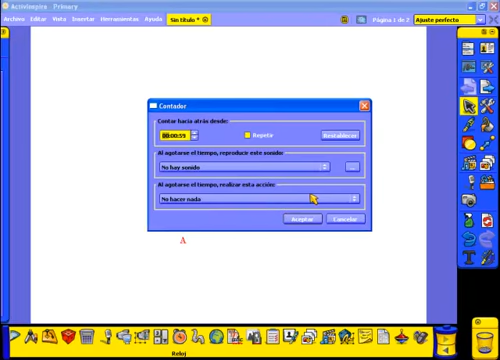 ActivInspire - Primary
Archivo Editar Vista Insertar Herramientas Ayuda Sin título * Página 1 de 2 Ajuste perfecto
Contador
Contar hacia atrás desde:
00:00:59 Repetir Restablecer
Al agotarse el tiempo, reproducir este sonido:
No hay sonido ...
Al agotarse el tiempo, realizar esta acción:
No hacer nada
Aceptar Cancelar
A
Reloj